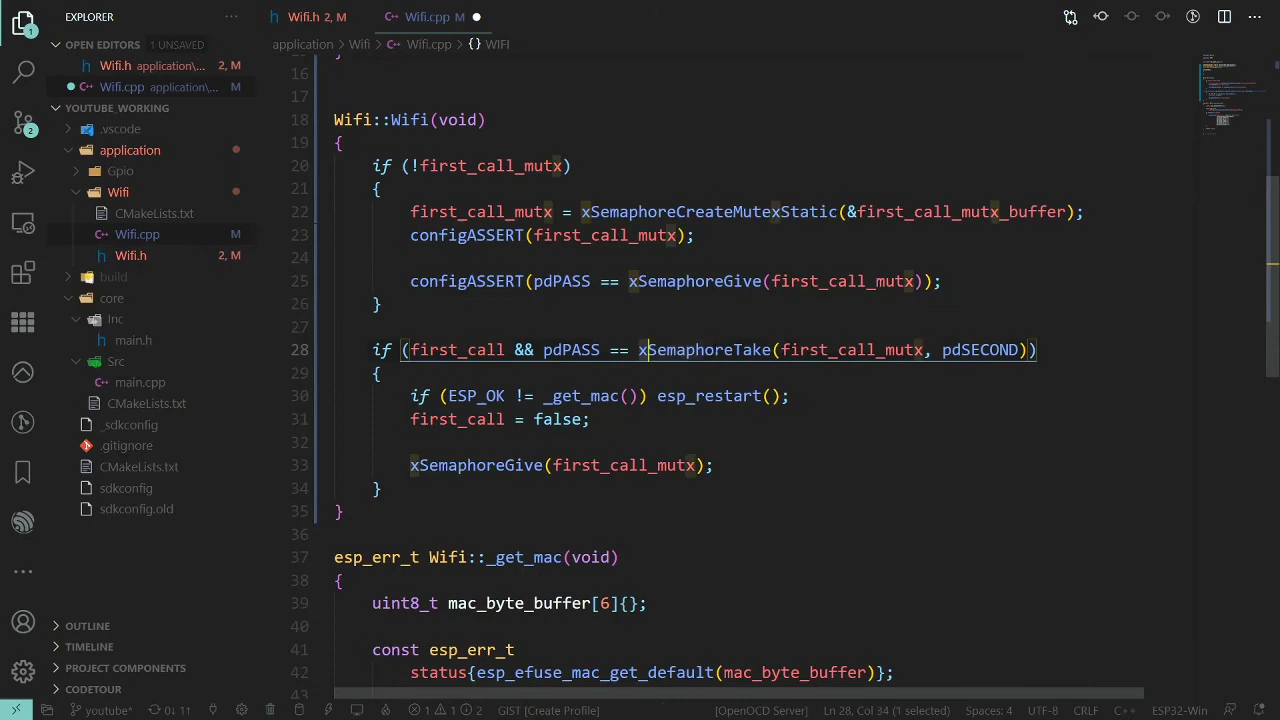 EXPLORER
Wifi.h 2, M
Wifi.cpp M
OPEN EDITORS 1 UNSAVED
application > Wifi > Wifi.cpp > {} WIFI
Wifi.h application\... 2, M
Wifi.cpp application\... M
YOUTUBE_WORKING
.vscode
application
Gpio
Wifi
CMakeLists.txt
Wifi.cpp M
Wifi.h 2, M
build
core
Inc
main.h
Src
main.cpp
CMakeLists.txt
_sdkconfig
.gitignore
CMakeLists.txt
sdkconfig
sdkconfig.old
OUTLINE
TIMELINE
PROJECT COMPONENTS
CODETOUR
16
17
18 Wifi::Wifi(void)
19 {
20 if (!first_call_mutx)
21 {
22 first_call_mutx = xSemaphoreCreateMutexStatic(&first_call_mutx_buffer);
23 configASSERT(first_call_mutx);
24
25 configASSERT(pdPASS == xSemaphoreGive(first_call_mutx));
26 }
27
28 if (first_call && pdPASS == xSemaphoreTake(first_call_mutx, pdSECOND))
29 {
30 if (ESP_OK != _get_mac()) esp_restart();
31 first_call = false;
32
33 xSemaphoreGive(first_call_mutx);
34 }
35 }
36
37 esp_err_t Wifi::_get_mac(void)
38 {
39 uint8_t mac_byte_buffer[6]{};
40
41 const esp_err_t
42 status{esp_efuse_mac_get_default(mac_byte_buffer)};
43
youtube* 0↓ 1↑ 1 1 2 GIST [Create Profile] [OpenOCD Server] Ln 28, Col 34 (1 selected) Spaces: 4 UTF-8 CRLF C++ ESP32-Win